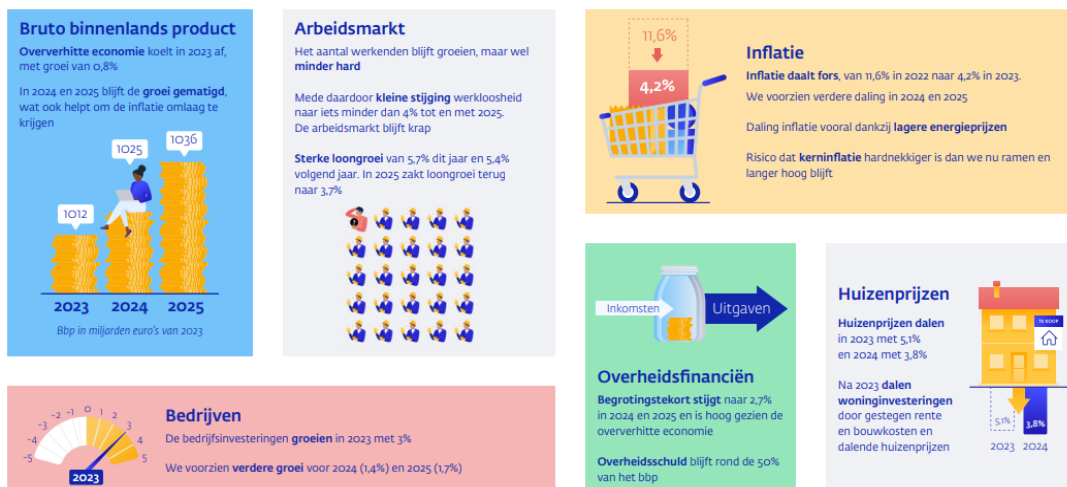 Bruto binnenlands product
Oververhitte economie koelt in 2023 af,
met groei van 0,8%
In 2024 en 2025 blijft de groei gematigd,
wat ook helpt om de inflatie omlaag te
krijgen
1012
1025
1036
2023 2024 2025
Bbp in miljarden euro's van 2023
Arbeidsmarkt
Het aantal werkenden blijft groeien, maar wel
minder hard
Mede daardoor kleine stijging werkloosheid
naar iets minder dan 4% tot en met 2025.
De arbeidsmarkt blijft krap
Sterke loongroei van 5,7% dit jaar en 5,4%
volgend jaar. In 2025 zakt loongroei terug
naar 3,7%
?
11,6%
4,2%
Inflatie
Inflatie daalt fors, van 11,6% in 2022 naar 4,2% in 2023.
We voorzien verdere daling in 2024 en 2025
Daling inflatie vooral dankzij lagere energieprijzen
Risico dat kerninflatie hardnekkiger is dan we nu ramen en
langer hoog blijft
Inkomsten
Uitgaven
Overheidsfinanciën
Begrotingstekort stijgt naar 2,7%
in 2024 en 2025 en is hoog gezien de
oververhitte economie
Overheidsschuld blijft rond de 50%
van het bbp
Huizenprijzen
Huizenprijzen dalen
in 2023 met 5,1%
en 2024 met 3,8%
Na 2023 dalen
woninginvesteringen
door gestegen rente
en bouwkosten en
dalende huizenprijzen
TE KOOP
5,1%
3,8%
2023 2024
-5 -4 -3 -2 -1 0 1 2 3 4 5
2023
Bedrijven
De bedrijfsinvesteringen groeien in 2023 met 3%
We voorzien verdere groei voor 2024 (1,4%) en 2025 (1,7%)